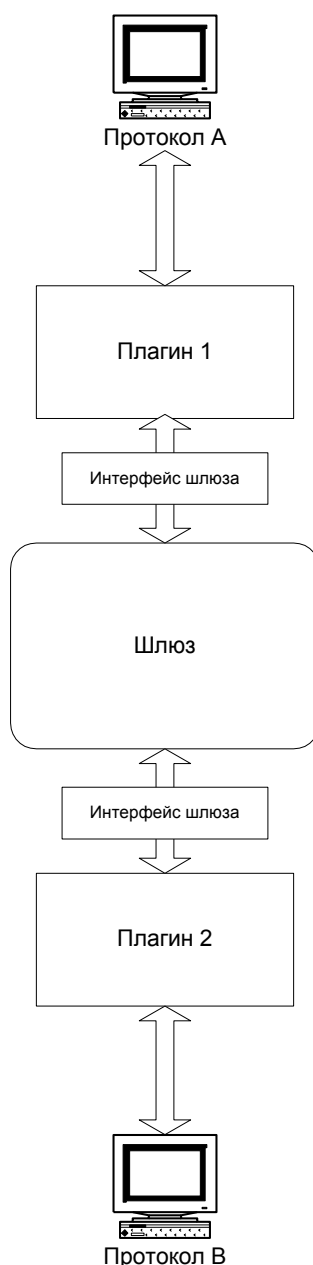 Протокол А
Плагин 1
Интерфейс шлюза
Шлюз
Интерфейс шлюза
Плагин 2
Протокол В